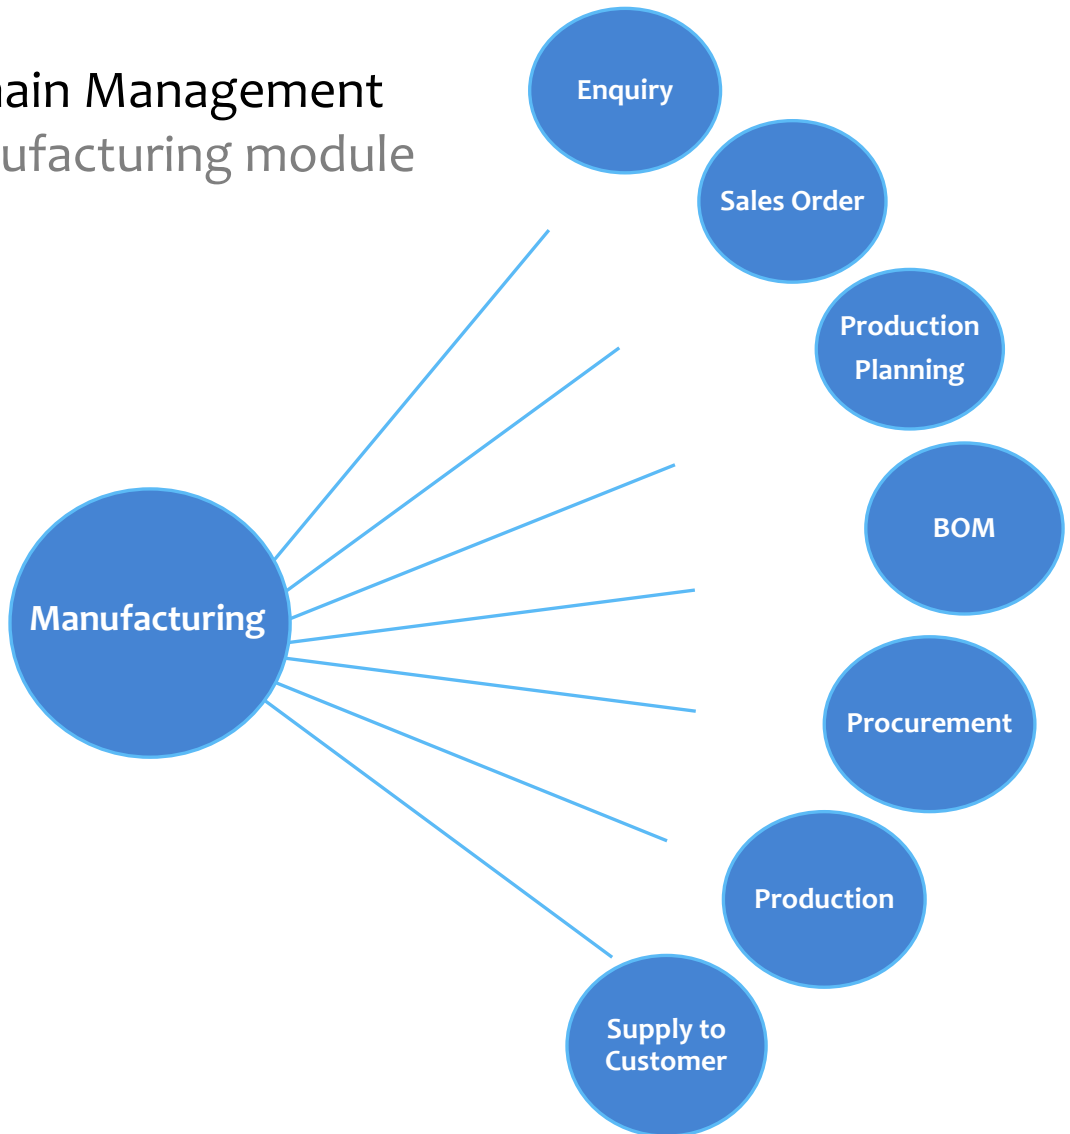 ain Management
ufacturing module
Enquiry
Sales Order
Production
Planning
BOM
Manufacturing
Procurement
Production
Supply to
Customer